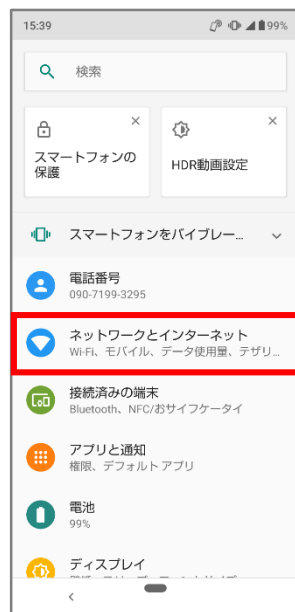 15:39 99%
検索
スマートフォンの
保護
HDR動画設定
スマートフォンをバイブレー...
電話番号
090-7199-3295
ネットワークとインターネット
Wi-Fi、モバイル、データ使用量、テザリ...
接続済みの端末
Bluetooth、NFC/おサイフケータイ
アプリと通知
権限、デフォルト アプリ
電池
99%
ディスプレイ